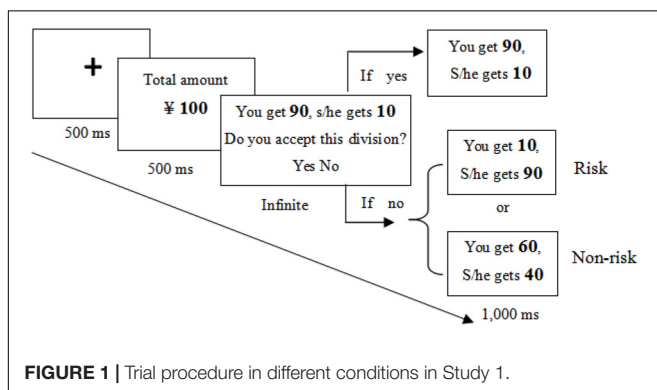 +
500 ms
Total amount
¥ 100
500 ms
You get 90, s/he gets 10
Do you accept this division?
Yes No
Infinite
If yes
You get 90,
S/he gets 10
If no
You get 10,
S/he gets 90
Risk
or
You get 60,
S/he gets 40
Non-risk
1,000 ms
FIGURE 1 | Trial procedure in different conditions in Study 1.